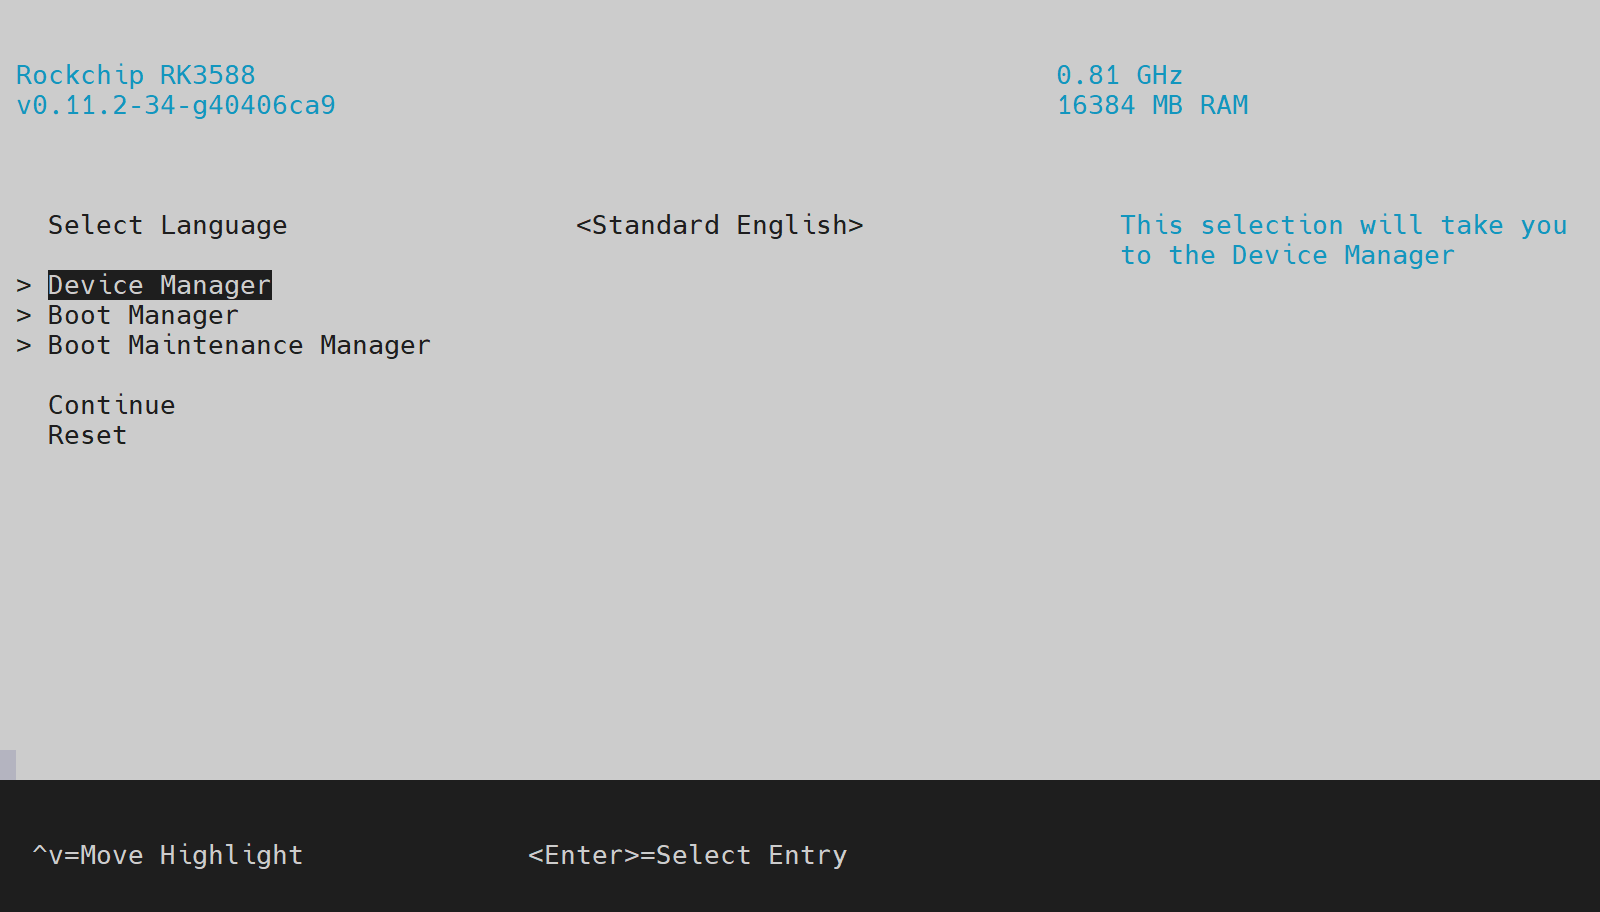 Rockchip RK3588 0.81 GHz
v0.11.2-34-g40406ca9 16384 MB RAM
Select Language <Standard English> This selection will take you
to the Device Manager
> Device Manager
> Boot Manager
> Boot Maintenance Manager
Continue
Reset
^v=Move Highlight <Enter>=Select Entry